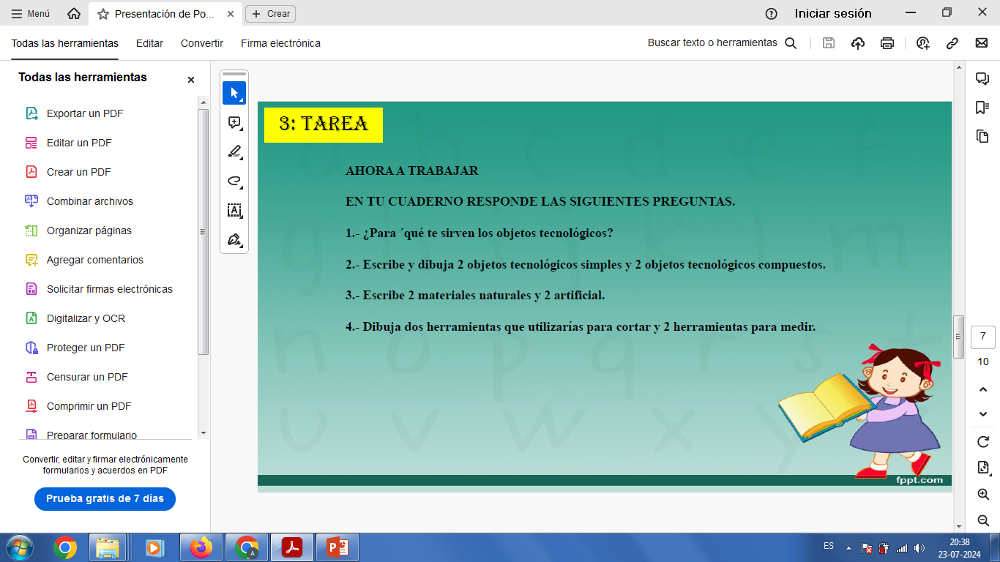 Menú
Presentación de Po...
Crear
Iniciar sesión
Todas las herramientas
Editar
Convertir
Firma electrónica
Buscar texto o herramientas
Todas las herramientas
Exportar un PDF
Editar un PDF
Crear un PDF
Combinar archivos
Organizar páginas
Agregar comentarios
Solicitar firmas electrónicas
Digitalizar y OCR
Proteger un PDF
Censurar un PDF
Comprimir un PDF
Preparar formulario
Convertir, editar y firmar electrónicamente
formularios y acuerdos en PDF
Prueba gratis de 7 días
3: TAREA
AHORA A TRABAJAR
EN TU CUADERNO RESPONDE LAS SIGUIENTES PREGUNTAS.
1.- ¿Para ´qué te sirven los objetos tecnológicos?
2.- Escribe y dibuja 2 objetos tecnológicos simples y 2 objetos tecnológicos compuestos.
3.- Escribe 2 materiales naturales y 2 artificial.
4.- Dibuja dos herramientas que utilizarías para cortar y 2 herramientas para medir.
fppt.com
7
10
ES
20:38
23-07-2024